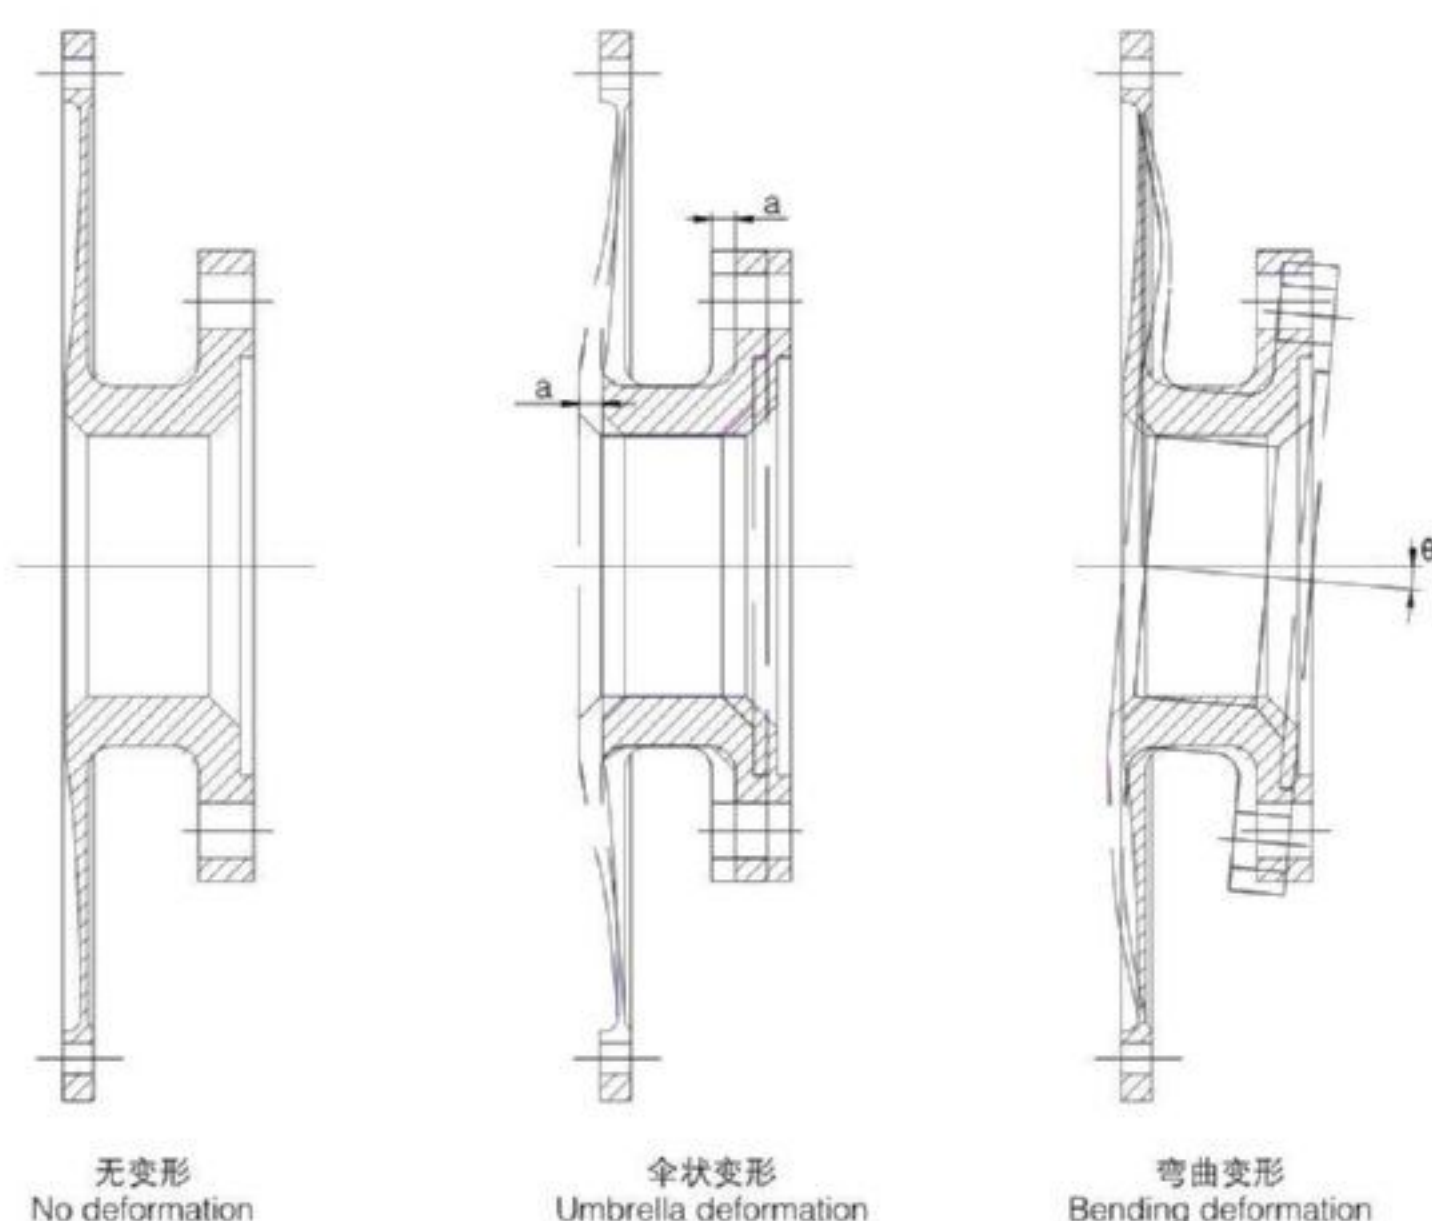 a
a
θ
无变形
No deformation
伞状变形
Umbrella deformation
弯曲变形
Bending deformation